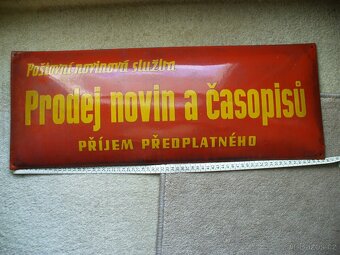 Poštovní novinová služba
Prodej novin a časopisů
PŘÍJEM PŘEDPLATNÉHO